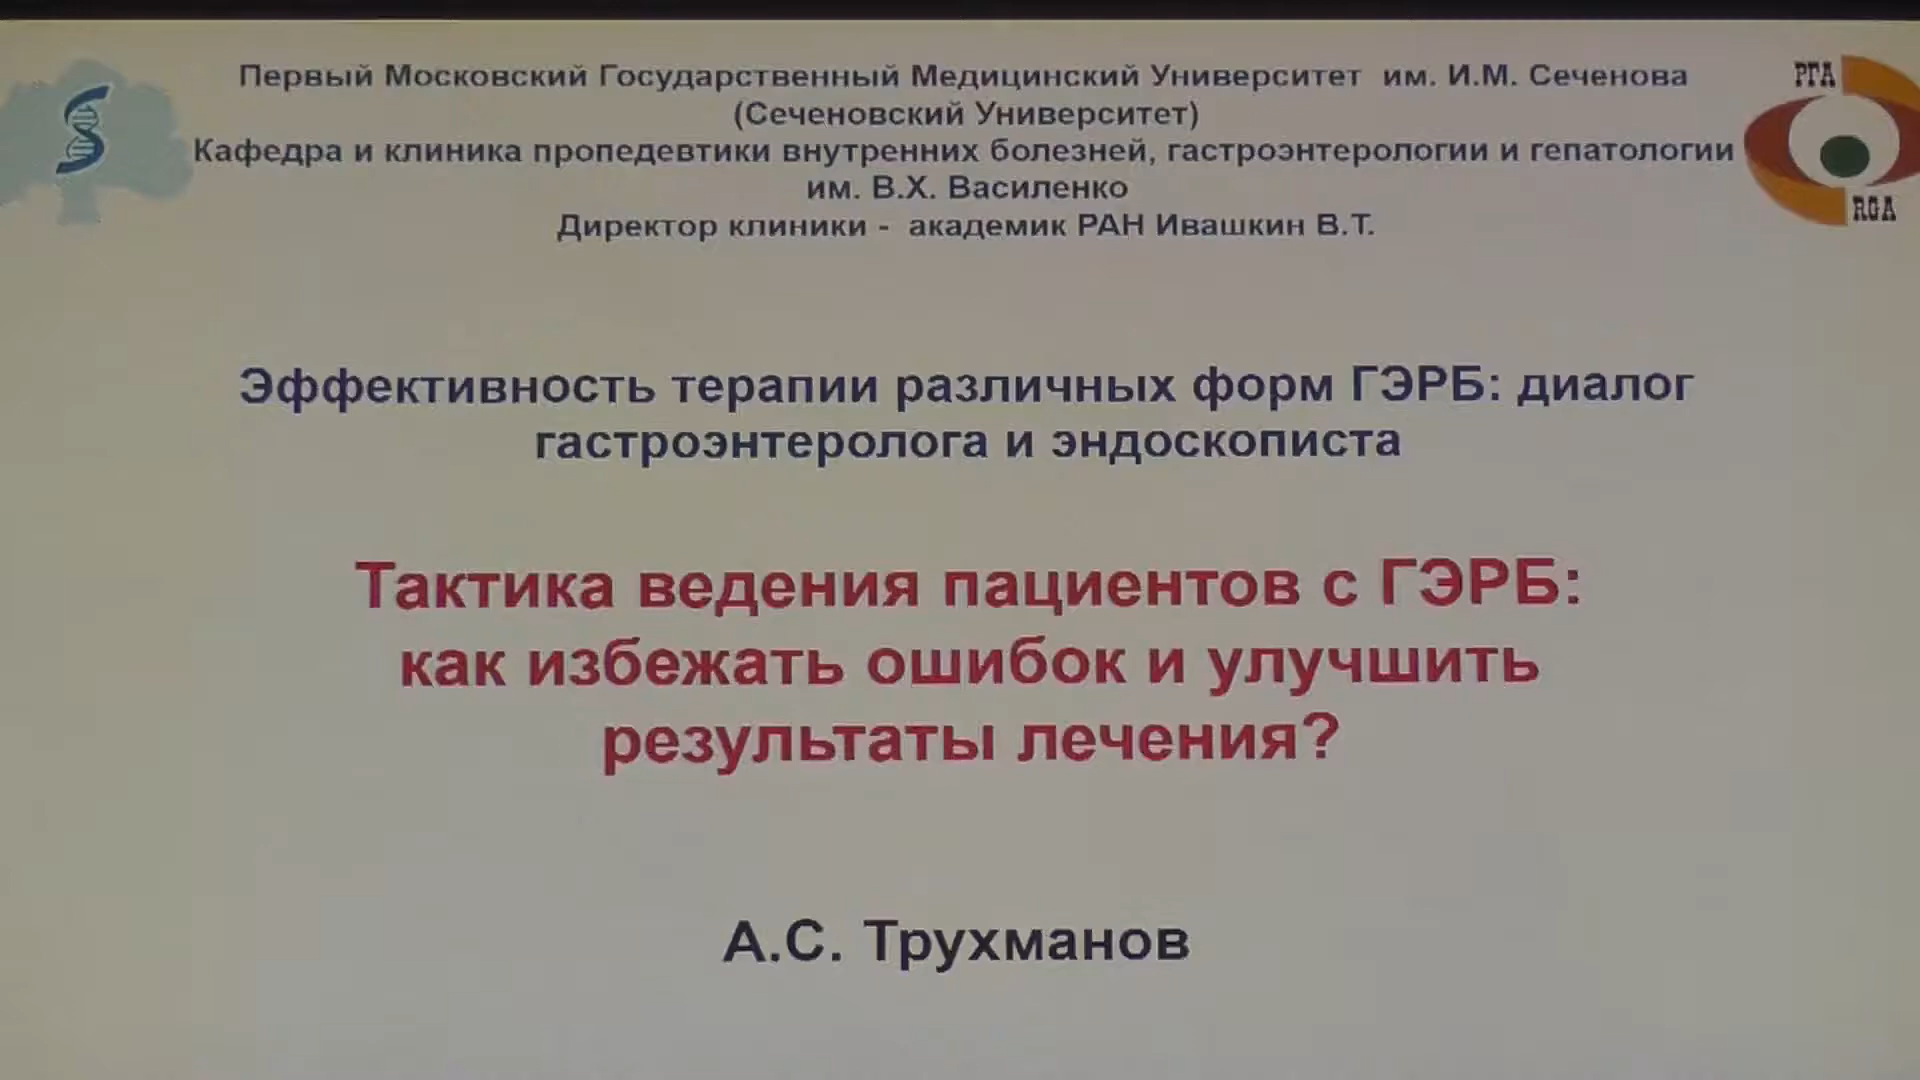 Первый Московский Государственный Медицинский Университет им. И.М. Сеченова
(Сеченовский Университет)
Кафедра и клиника пропедевтики внутренних болезней, гастроэнтерологии и гепатологии
им. В.Х. Василенко
Директор клиники - академик РАН Ивашкин В.Т.
РГА
RGA
Эффективность терапии различных форм ГЭРБ: диалог
гастроэнтеролога и эндоскописта
Тактика ведения пациентов с ГЭРБ:
как избежать ошибок и улучшить
результаты лечения?
А.С. Трухманов